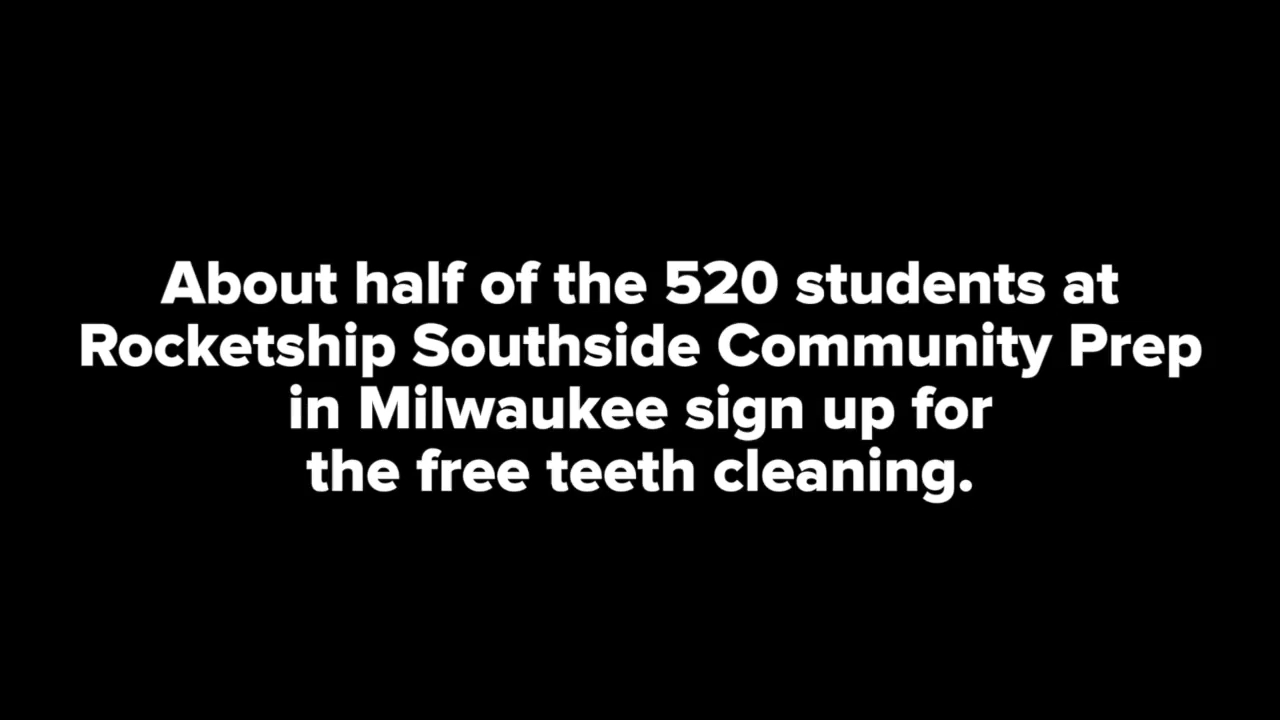 About half of the 520 students at
Rocketship Southside Community Prep
in Milwaukee sign up for
the free teeth cleaning.